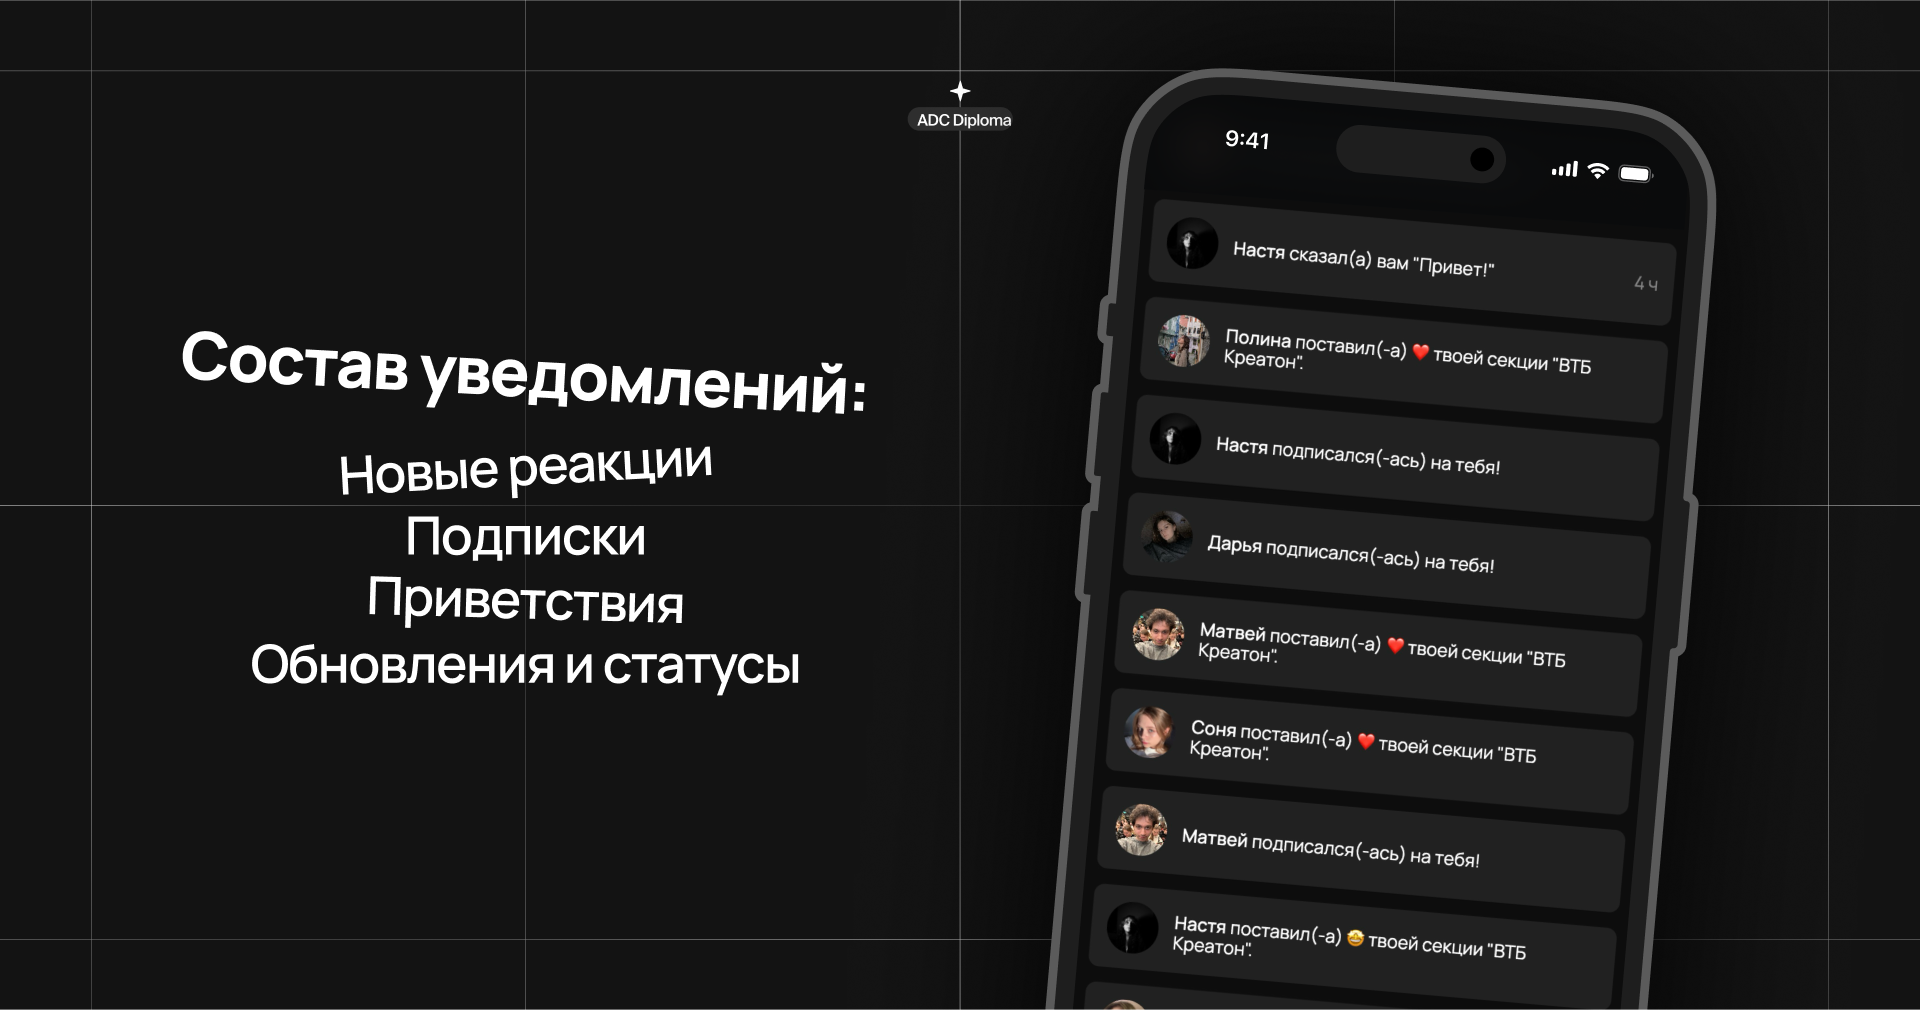 ADC Diploma
Состав уведомлений:
Новые реакции
Подписки
Приветствия
Обновления и статусы
9:41
Настя сказал(а) вам "Привет!"
4 ч
Полина поставил(-а) ❤️ твоей секции "ВТБ
Креатон".
Настя подписался(-ась) на тебя!
Дарья подписался(-ась) на тебя!
Матвей поставил(-а) ❤️ твоей секции "ВТБ
Креатон".
Соня поставил(-а) ❤️ твоей секции "ВТБ
Креатон".
Матвей подписался(-ась) на тебя!
Настя поставил(-а) 🤩 твоей секции "ВТБ
Креатон".